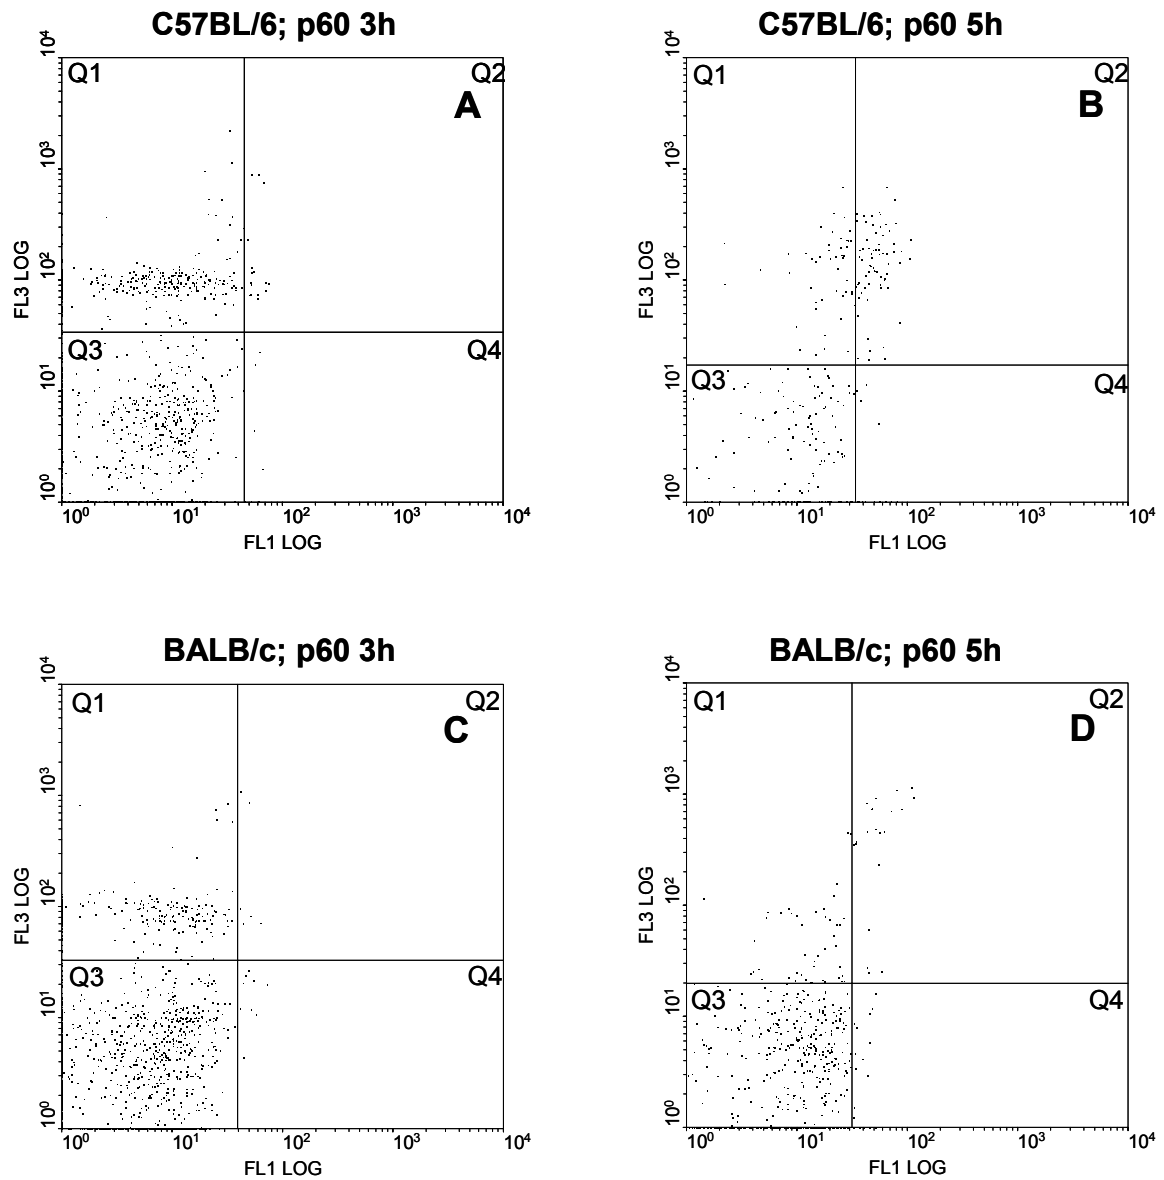 C57BL/6; p60 3h
10⁴
10³
10²
10¹
10⁰
FL3 LOG
Q1
Q2
A
Q3
Q4
10⁰ 10¹ 10² 10³ 10⁴
FL1 LOG
C57BL/6; p60 5h
10⁴
10³
10²
10¹
10⁰
FL3 LOG
Q1
Q2
B
Q3
Q4
10⁰ 10¹ 10² 10³ 10⁴
FL1 LOG
BALB/c; p60 3h
10⁴
10³
10²
10¹
10⁰
FL3 LOG
Q1
Q2
C
Q3
Q4
10⁰ 10¹ 10² 10³ 10⁴
FL1 LOG
BALB/c; p60 5h
10⁴
10³
10²
10¹
10⁰
FL3 LOG
Q1
Q2
D
Q3
Q4
10⁰ 10¹ 10² 10³ 10⁴
FL1 LOG